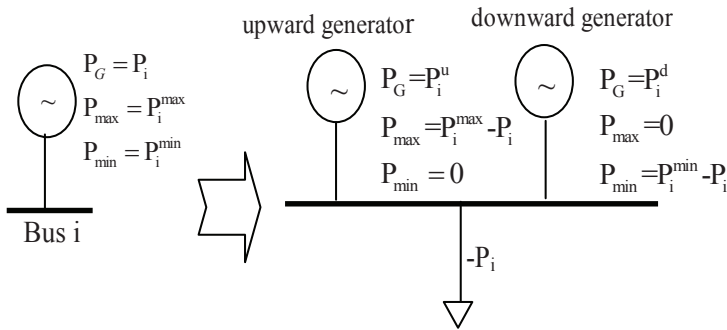 P_G = P_i
P_max = P_i^max
P_min = P_i^min
Bus i
upward generator
P_G = P_i^u
P_max = P_i^max - P_i
P_min = 0
downward generator
P_G = P_i^d
P_max = 0
P_min = P_i^min - P_i
-P_i
~
~
~